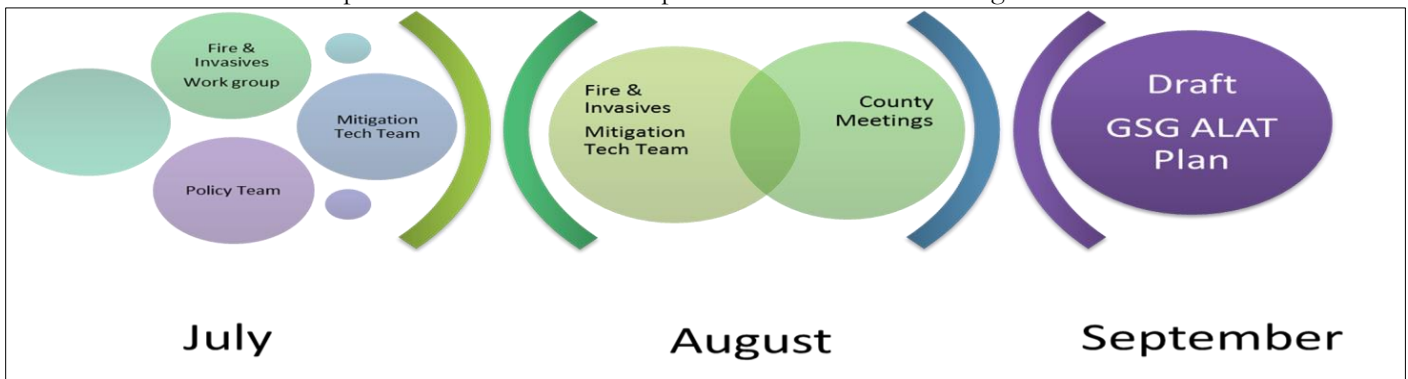 Fire &
Invasives
Work group
Mitigation
Tech Team
Policy Team
Fire &
Invasives
Mitigation
Tech Team
County
Meetings
Draft
GSG ALAT
Plan
July
August
September